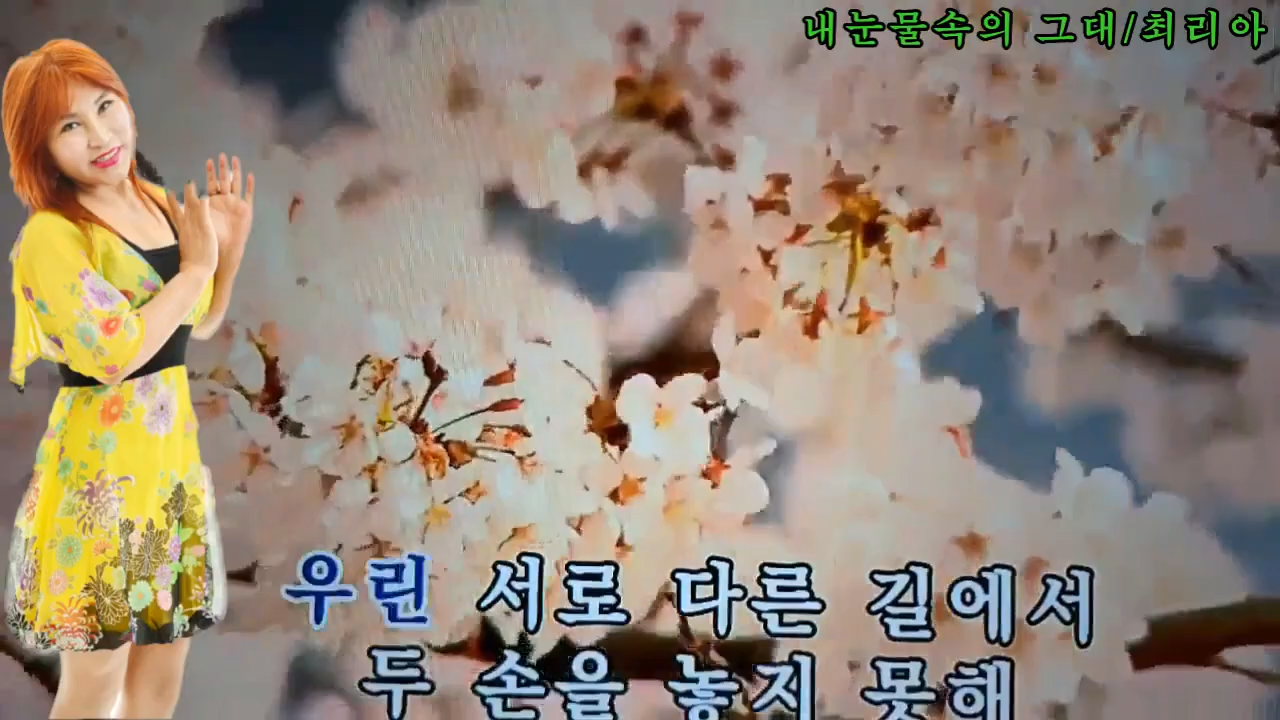 내눈물속의 그대/최리아
우린 서로 다른 길에서
두 손을 놓지 못해